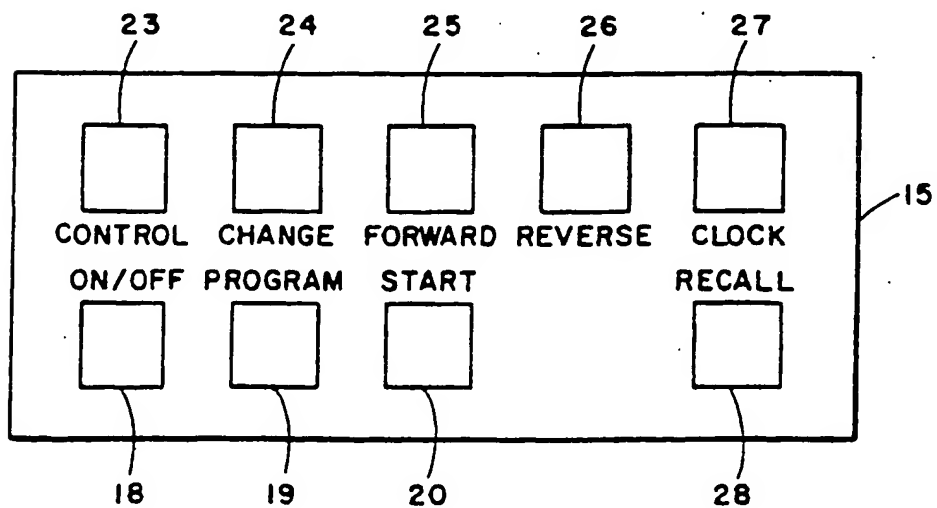 23 24 25 26 27
15
CONTROL CHANGE FORWARD REVERSE CLOCK
ON/OFF PROGRAM START RECALL
18 19 20 28